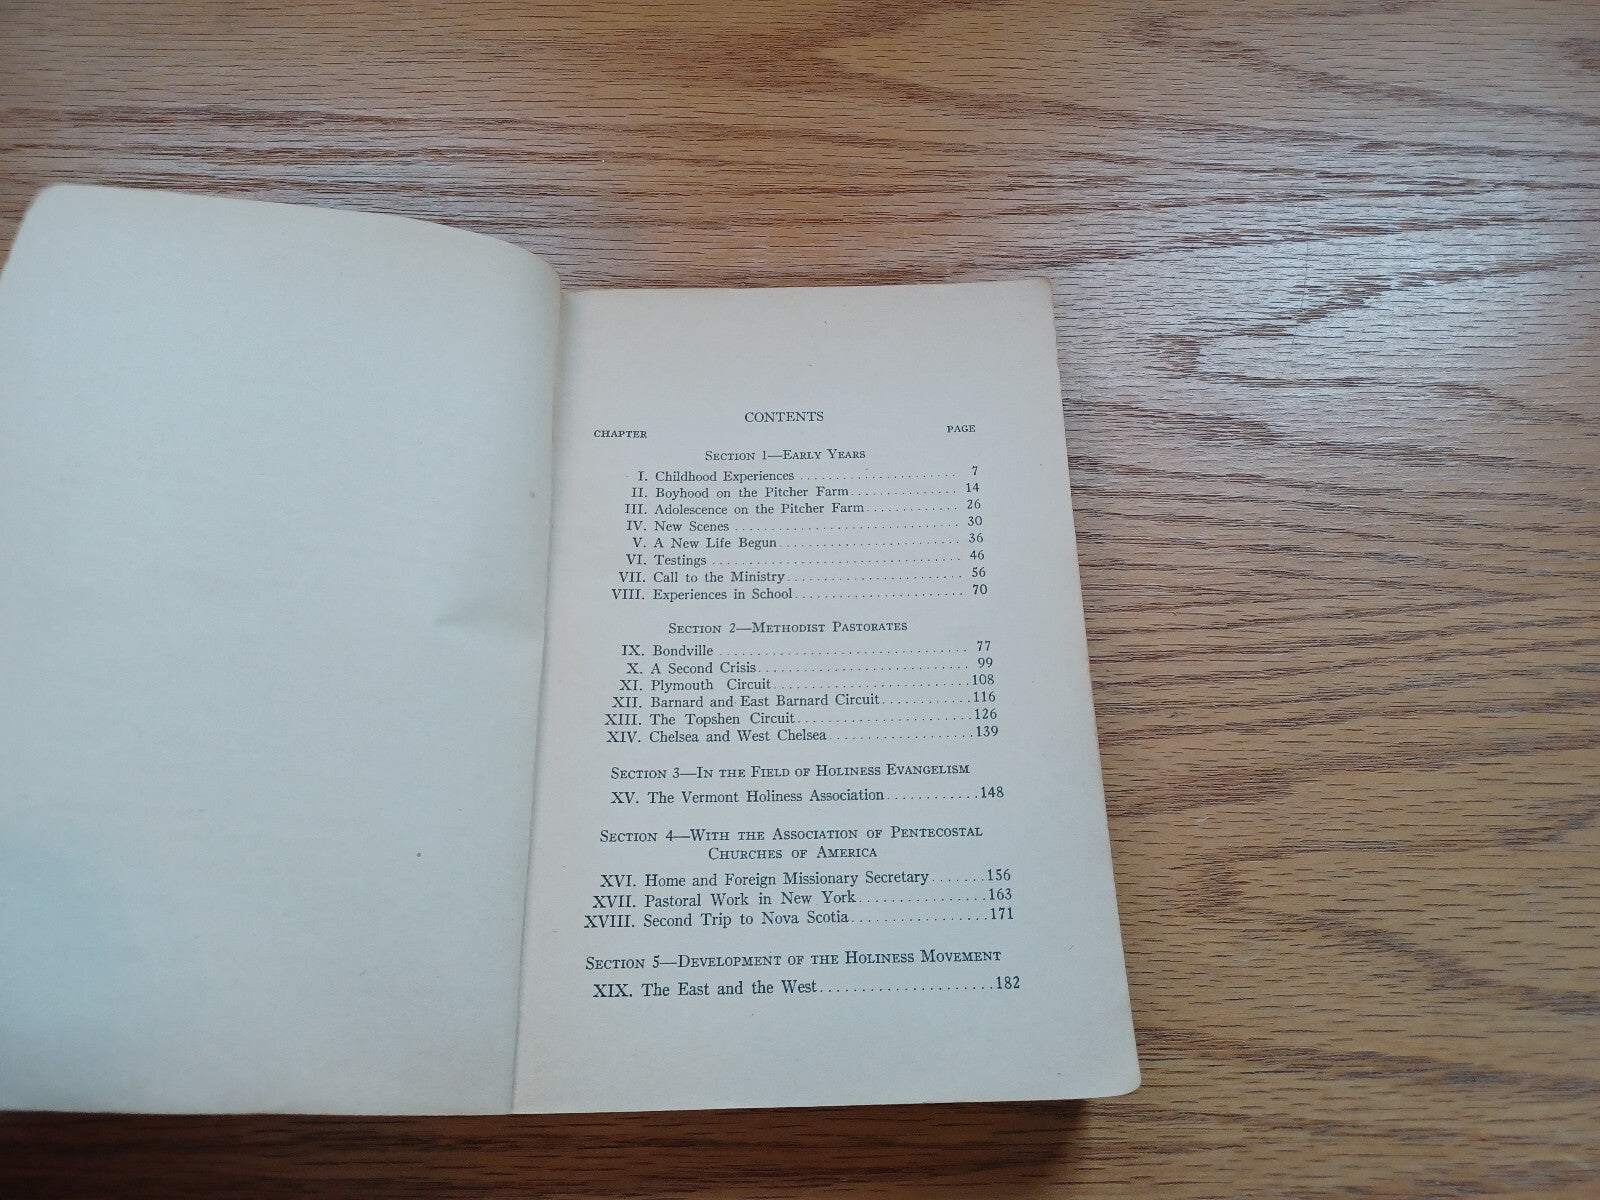 CONTENTS
CHAPTER PAGE
SECTION 1—EARLY YEARS
I. Childhood Experiences ...................... 7
II. Boyhood on the Pitcher Farm.............. 14
III. Adolescence on the Pitcher Farm............ 26
IV. New Scenes .............................. 30
V. A New Life Begun........................ 36
VI. Testings ................................. 46
VII. Call to the Ministry....................... 56
VIII. Experiences in School...................... 70
SECTION 2—METHODIST PASTORATES
IX. Bondville ................................. 77
X. A Second Crisis............................ 99
XI. Plymouth Circuit..........................108
XII. Barnard and East Barnard Circuit............116
XIII. The Topshen Circuit.......................126
XIV. Chelsea and West Chelsea...................139
SECTION 3—IN THE FIELD OF HOLINESS EVANGELISM
XV. The Vermont Holiness Association............148
SECTION 4—WITH THE ASSOCIATION OF PENTECOSTAL
CHURCHES OF AMERICA
XVI. Home and Foreign Missionary Secretary.......156
XVII. Pastoral Work in New York................163
XVIII. Second Trip to Nova Scotia.................171
SECTION 5—DEVELOPMENT OF THE HOLINESS MOVEMENT
XIX. The East and the West.....................182